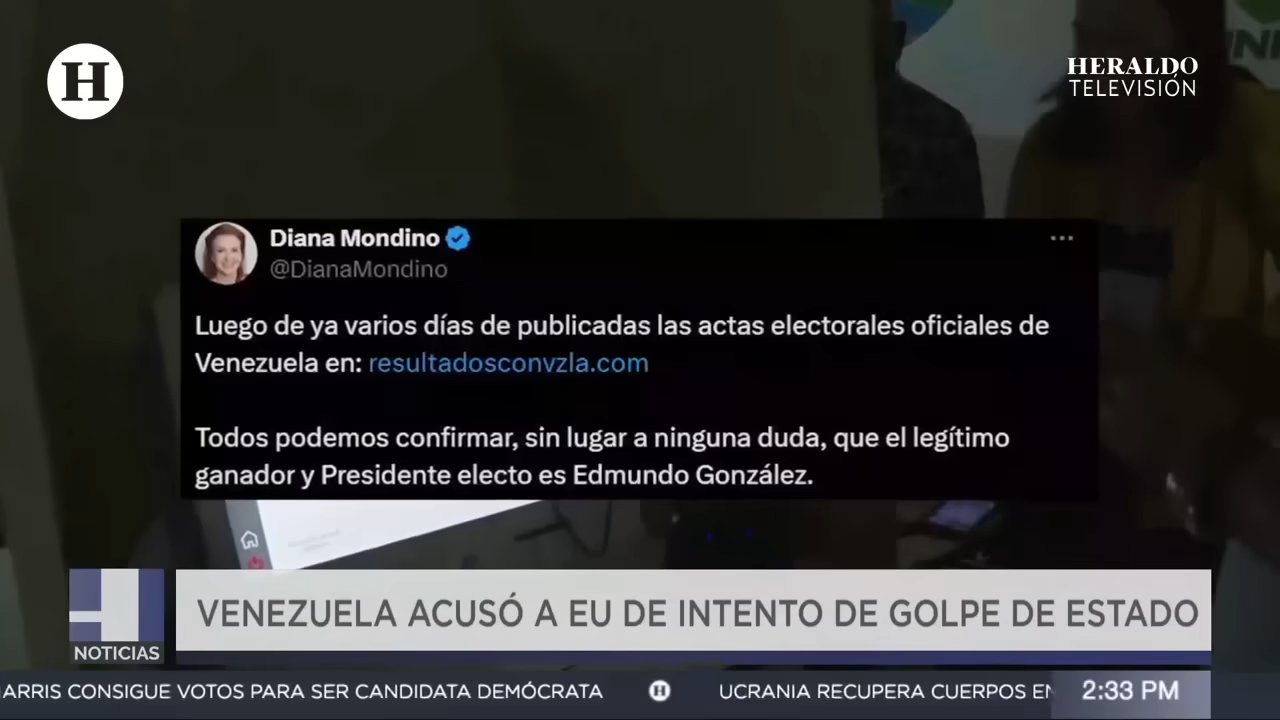 H
HERALDO
TELEVISIÓN
Diana Mondino
@DianaMondino
Luego de ya varios días de publicadas las actas electorales oficiales de
Venezuela en: resultadosconvzla.com
Todos podemos confirmar, sin lugar a ninguna duda, que el legítimo
ganador y Presidente electo es Edmundo González.
VENEZUELA ACUSÓ A EU DE INTENTO DE GOLPE DE ESTADO
NOTICIAS
ARRIS CONSIGUE VOTOS PARA SER CANDIDATA DEMÓCRATA H UCRANIA RECUPERA CUERPOS EN 2:33 PM